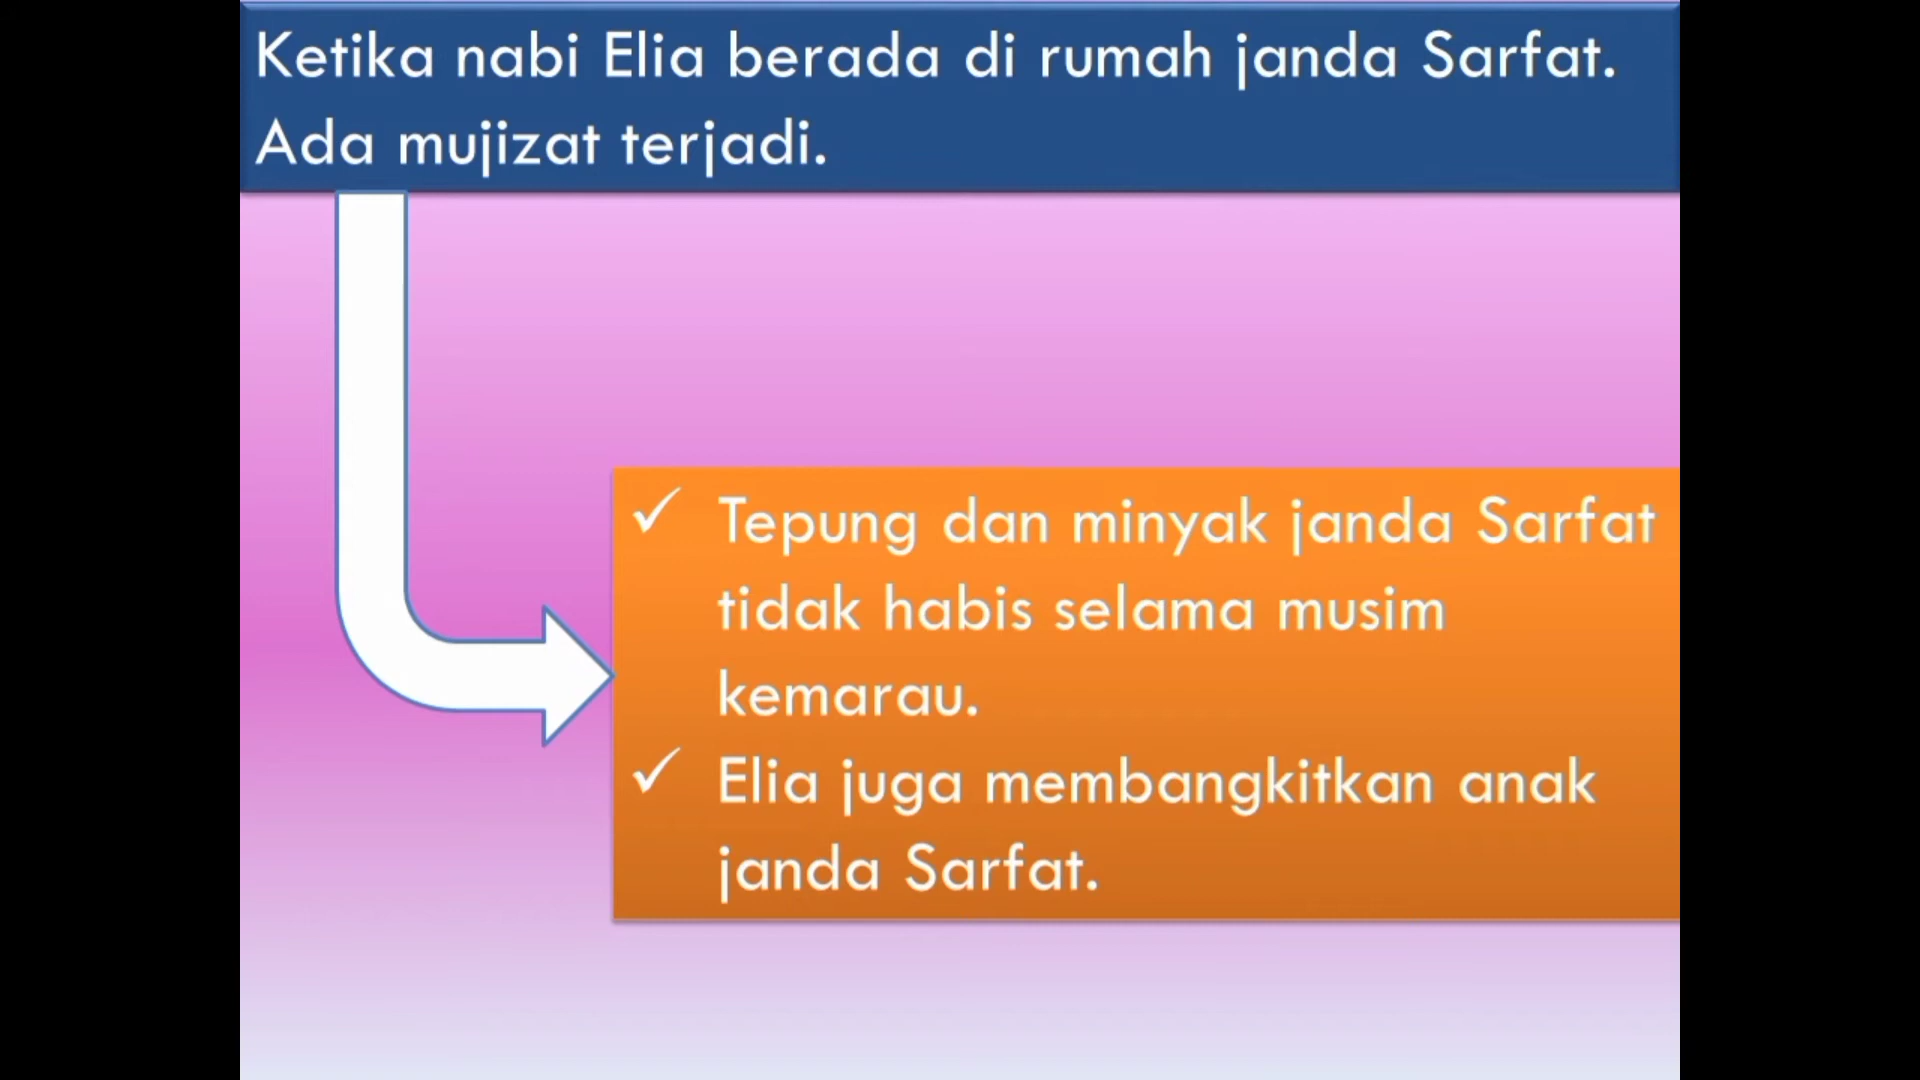 Ketika nabi Elia berada di rumah janda Sarfat.
Ada mujizat terjadi.
✓ Tepung dan minyak janda Sarfat
tidak habis selama musim
kemarau.
✓ Elia juga membangkitkan anak
janda Sarfat.